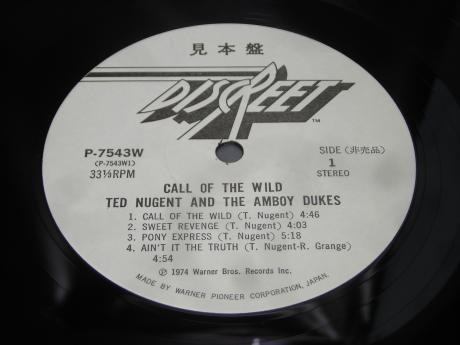 見本盤
DISCREET
TM
P-7543W
(P-7543W1)
33⅓RPM
SIDE (非売品)
1
STEREO
CALL OF THE WILD
TED NUGENT AND THE AMBOY DUKES
1. CALL OF THE WILD (T. Nugent) 4:46
2. SWEET REVENGE (T. Nugent) 4:03
3. PONY EXPRESS (T. Nugent) 5:18
4. AIN'T IT THE TRUTH (T. Nugent-R. Grange)
4:54
℗ 1974 Warner Bros. Records Inc.
MADE BY WARNER PIONEER CORPORATION, JAPAN.